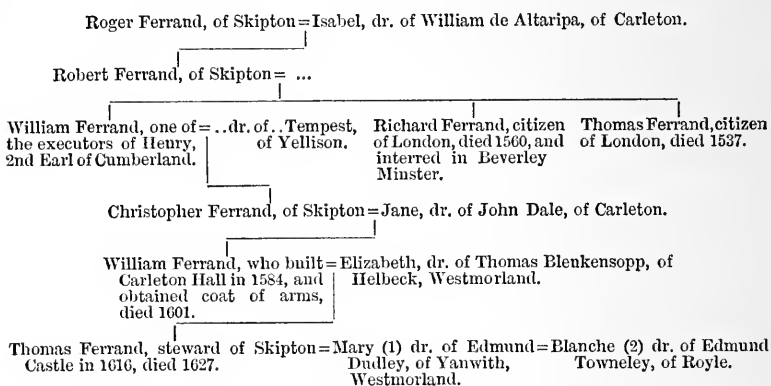 Roger Ferrand, of Skipton=Isabel, dr. of William de Altaripa, of Carleton.
Robert Ferrand, of Skipton= ...
William Ferrand, one of= ..dr. of .. Tempest,
the executors of Henry, of Yellison.
2nd Earl of Cumberland.
Richard Ferrand, citizen
of London, died 1560, and
interred in Beverley
Minster.
Thomas Ferrand, citizen
of London, died 1537.
Christopher Ferrand, of Skipton=Jane, dr. of John Dale, of Carleton.
William Ferrand, who built=Elizabeth, dr. of Thomas Blenkensopp, of
Carleton Hall in 1584, and Helbeck, Westmorland.
obtained coat of arms,
died 1601.
Thomas Ferrand, steward of Skipton=Mary (1) dr. of Edmund=Blanche (2) dr. of Edmund
Castle in 1616, died 1627. Dudley, of Yanwith, Towneley, of Royle.
Westmorland.